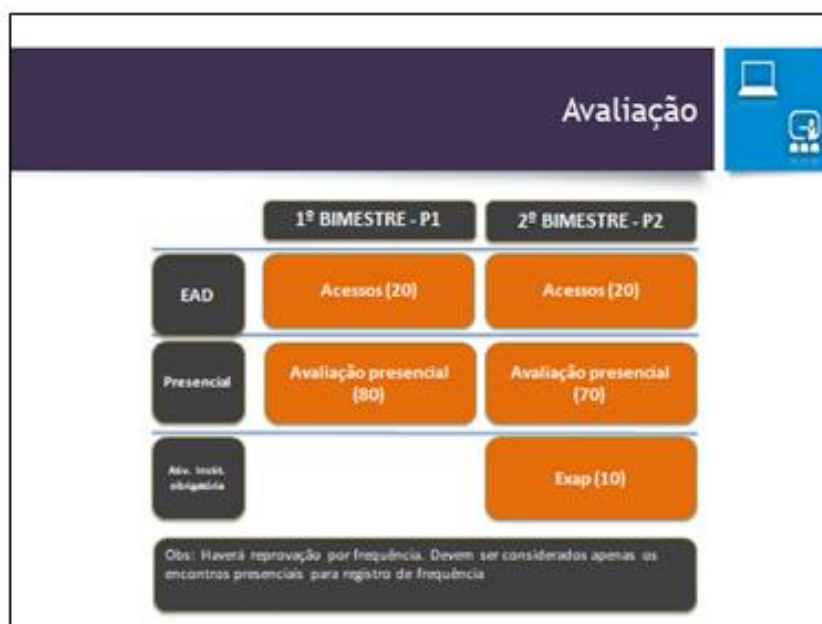 Avaliação
1º BIMESTRE - P1
2º BIMESTRE - P2
EAD
Acessos (20)
Acessos (20)
Presencial
Avaliação presencial
(80)
Avaliação presencial
(70)
Ativ. Instit.
obrigatória
Exap (10)
Obs: Haverá reprovação por frequência. Devem ser considerados apenas os
encontros presenciais para registro de frequência